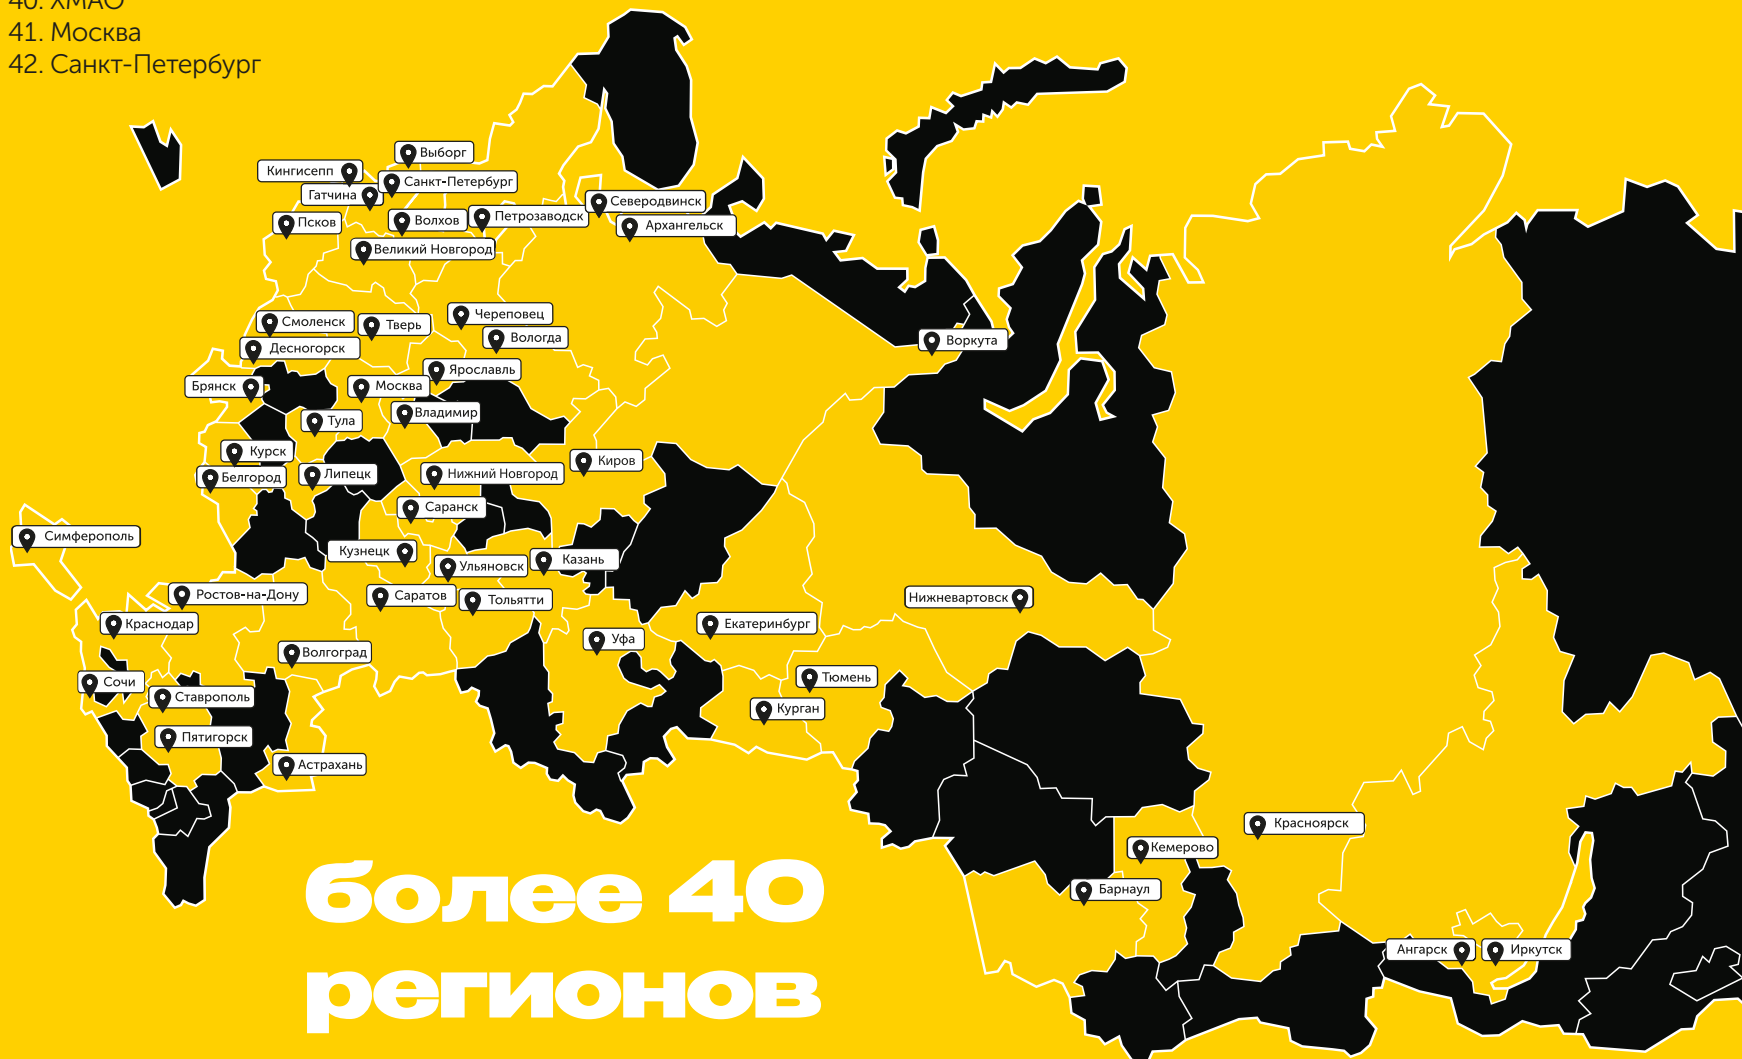 40. ХМАО
41. Москва
42. Санкт-Петербург
Выборг
Кингисепп
Санкт-Петербург
Гатчина
Северодвинск
Псков
Волхов
Петрозаводск
Архангельск
Великий Новгород
Череповец
Смоленск
Тверь
Вологда
Воркута
Десногорск
Ярославль
Брянск
Москва
Владимир
Тула
Курск
Киров
Белгород
Липецк
Нижний Новгород
Саранск
Симферополь
Кузнецк
Казань
Ульяновск
Ростов-на-Дону
Саратов
Тольятти
Нижневартовск
Краснодар
Екатеринбург
Уфа
Волгоград
Сочи
Тюмень
Ставрополь
Курган
Пятигорск
Астрахань
Красноярск
Кемерово
Барнаул
Ангарск
Иркутск
более 40
регионов